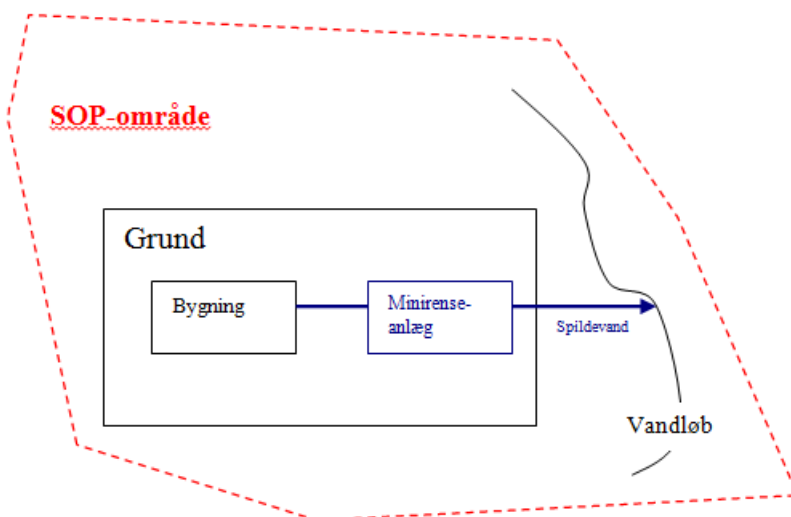 SOP-område
Grund
Bygning
Minirense-
anlæg
Spildevand
Vandløb